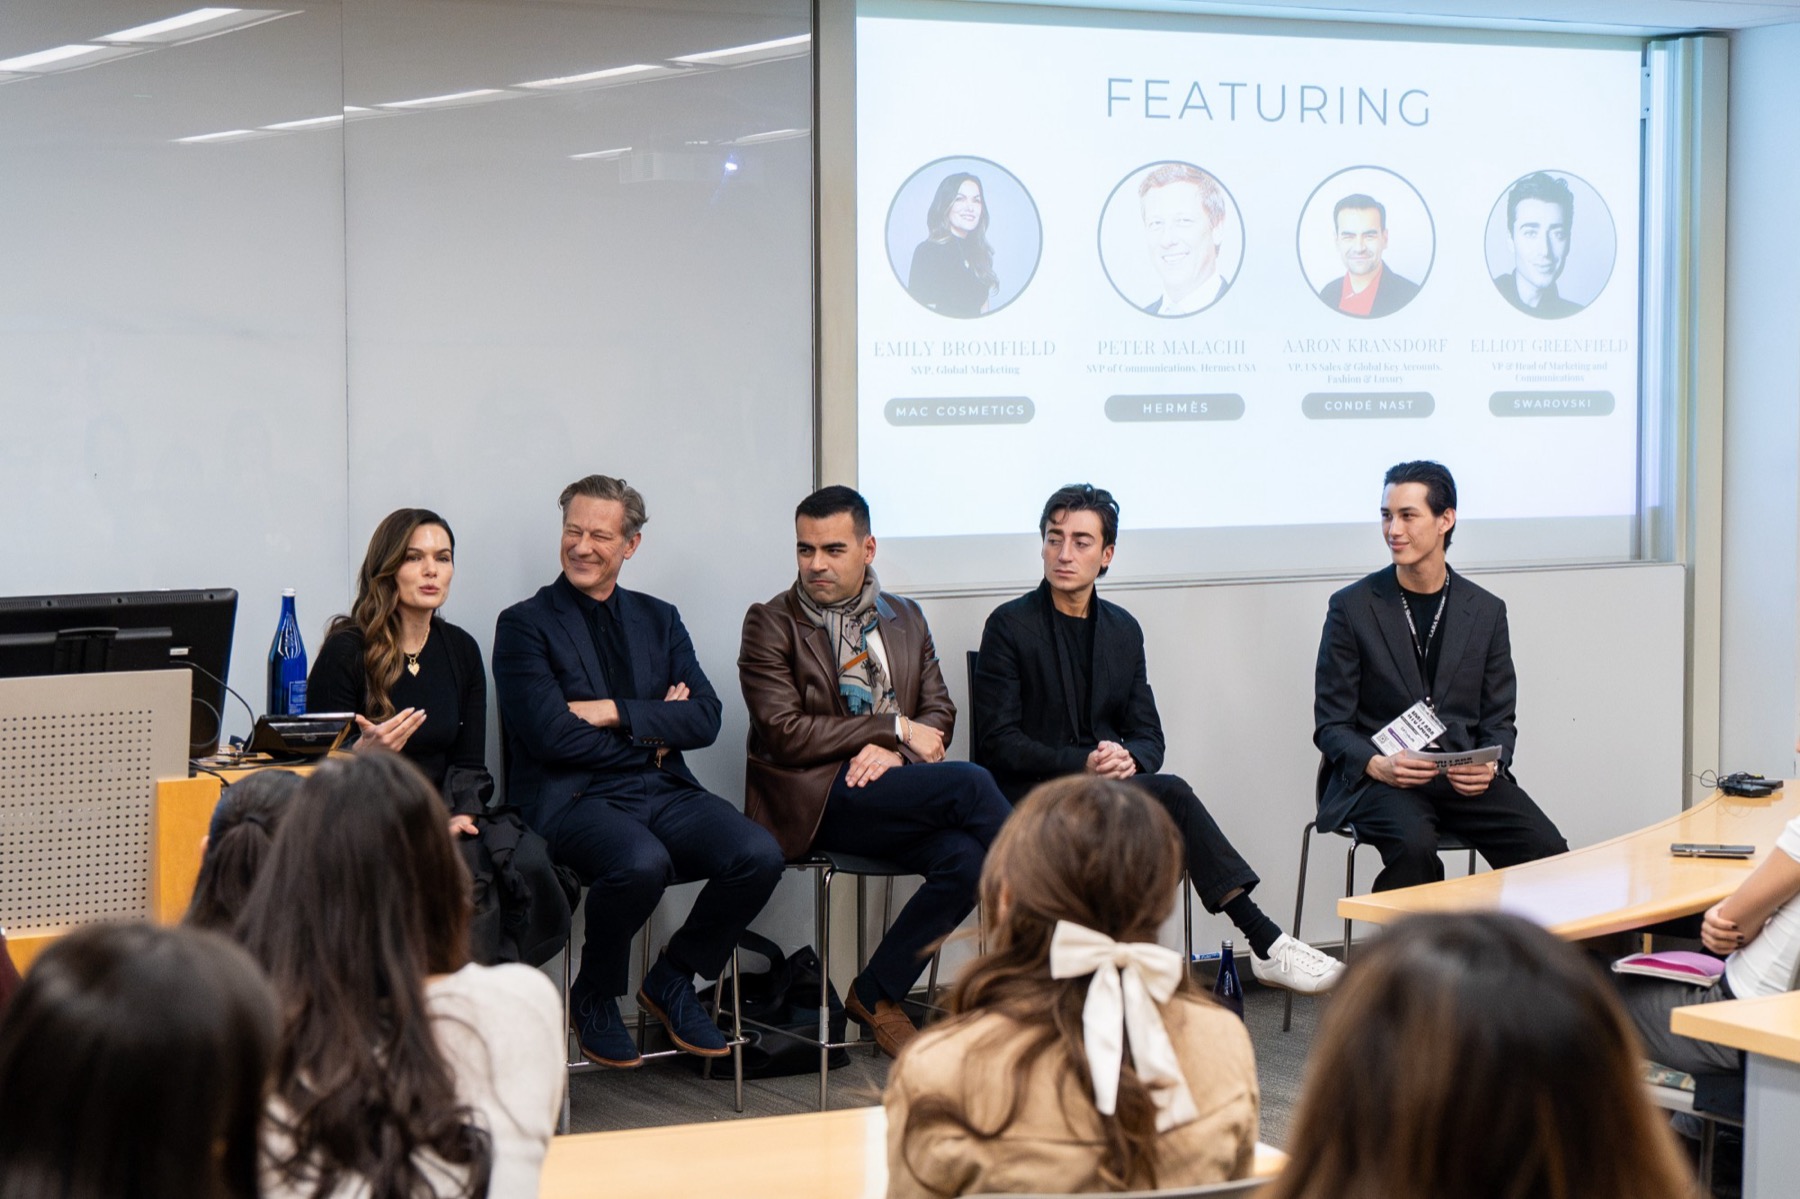 FEATURING
EMILY BROMFIELD
SVP, Global Marketing
MAC COSMETICS
PETER MALACHI
SVP of Communications, Hermès USA
HERMÈS
AARON KRANSDORF
VP, US Sales & Global Key Accounts,
Fashion & Luxury
CONDÉ NAST
ELLIOT GREENFIELD
VP & Head of Marketing and
Communications
SWAROVSKI